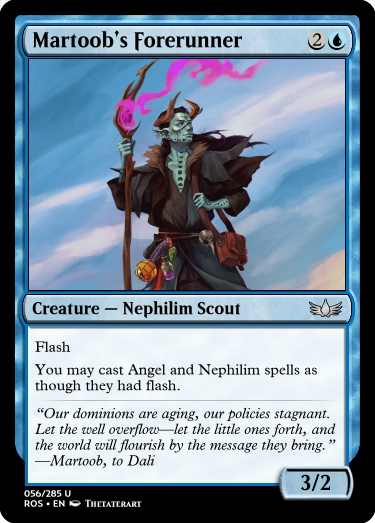 Martoob's Forerunner 2
Creature — Nephilim Scout
Flash
You may cast Angel and Nephilim spells as
though they had flash.
“Our dominions are aging, our policies stagnant.
Let the well overflow—let the little ones forth, and
the world will flourish by the message they bring.”
—Martoob, to Dali
3/2
056/285 U
ROS • EN Thetaterart